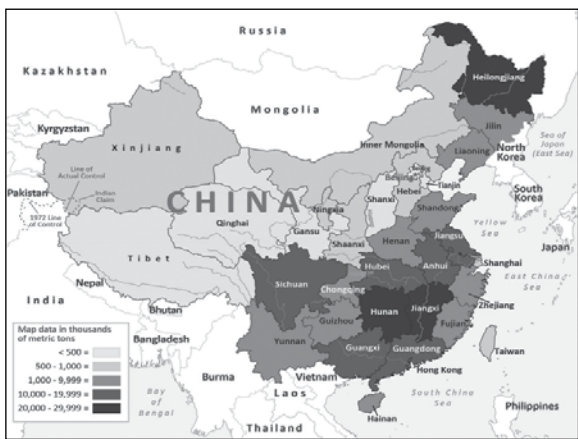 Russia
Kazakhstan
Mongolia
Heilongjiang
Jilin
Kyrgyzstan
Xinjiang
Inner Mongolia
Liaoning
North
Korea
Sea of
Japan
(East Sea)
Line of
Actual Control
Pakistan
Indian
Claim
1972 Line
of Control
CHINA
Beijing
Tianjin
Hebei
Shanxi
Ningxia
South
Korea
Shandong
Qinghai
Gansu
Shaanxi
Yellow
Sea
Japan
Henan
Jiangsu
Tibet
Hubei
Anhui
Shanghai
East China
Sea
Sichuan
Chongqing
Zhejiang
Nepal
India
Bhutan
Hunan
Jiangxi
Guizhou
Fujian
Yunnan
Taiwan
Guangxi
Guangdong
Hong Kong
Bangladesh
Burma
Vietnam
Laos
Hainan
South China
Sea
Bay
of
Bengal
Thailand
Philippines
Map data in thousands
of metric tons
< 500 =
500 - 1,000 =
1,000 - 9,999 =
10,000 - 19,999 =
20,000 - 29,999 =